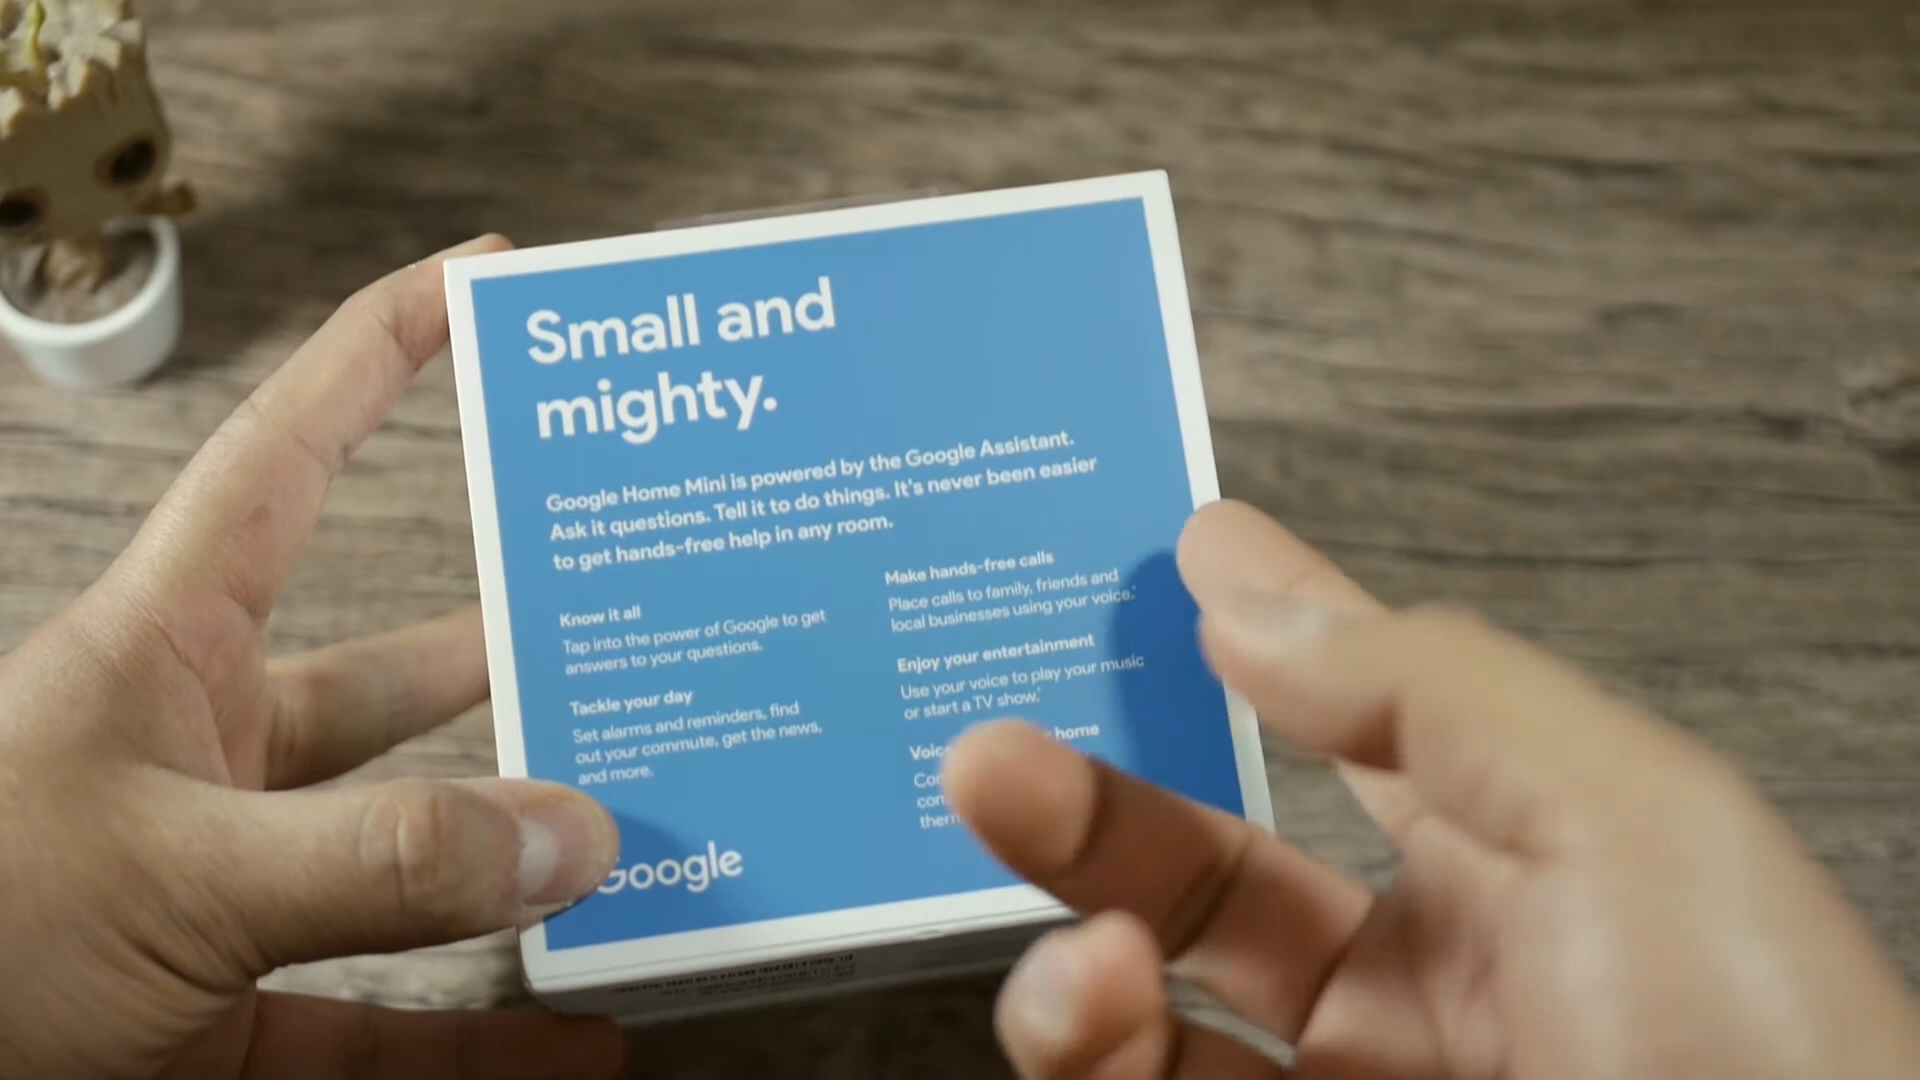 Small and
mighty.
Google Home Mini is powered by the Google Assistant.
Ask it questions. Tell it to do things. It's never been easier
to get hands-free help in any room.
Know it all
Tap into the power of Google to get
answers to your questions.
Tackle your day
Set alarms and reminders, find
out your commute, get the news,
and more.
Make hands-free calls
Place calls to family, friends and
local businesses using your voice.*
Enjoy your entertainment
Use your voice to play your music
or start a TV show.*
home
Google